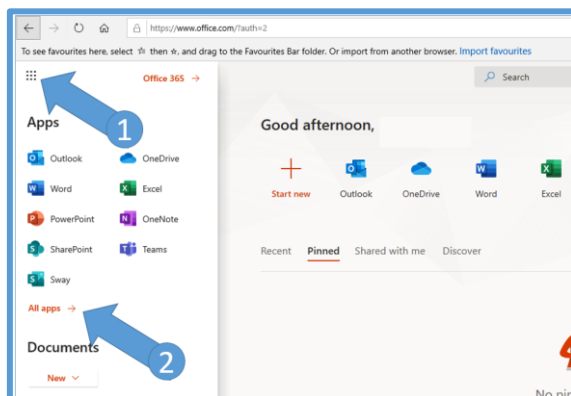 https://www.office.com/?auth=2
To see favourites here, select ☆ then ☆, and drag to the Favourites Bar folder. Or import from another browser. Import favourites
Office 365 →
Search
1
Apps
Good afternoon,
Outlook
OneDrive
Word
Excel
PowerPoint
OneNote
SharePoint
Teams
Sway
Start new
Outlook
OneDrive
Word
Excel
Recent Pinned Shared with me Discover
All apps →
2
Documents
New